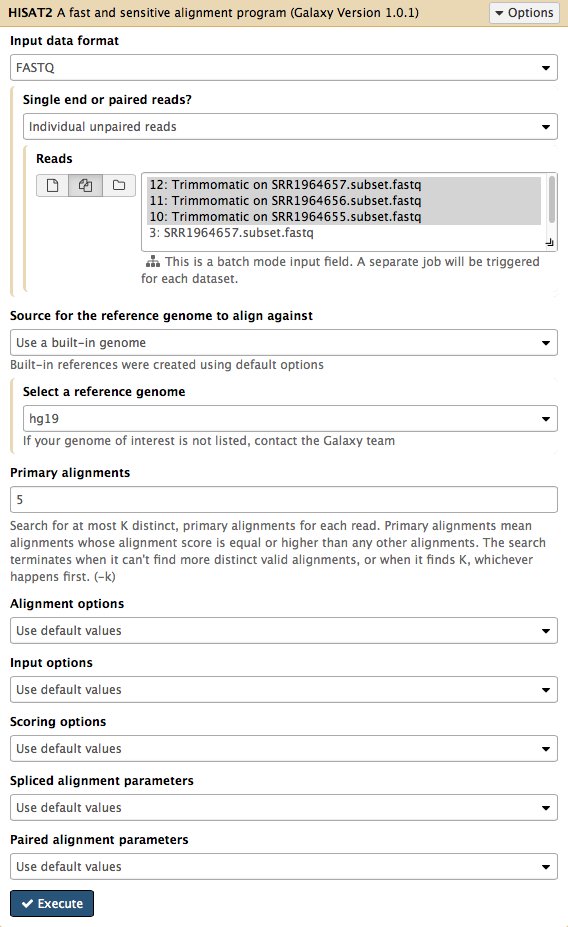 HISAT2 A fast and sensitive alignment program (Galaxy Version 1.0.1)
Options
Input data format
FASTQ
Single end or paired reads?
Individual unpaired reads
Reads
12: Trimmomatic on SRR1964657.subset.fastq
11: Trimmomatic on SRR1964656.subset.fastq
10: Trimmomatic on SRR1964655.subset.fastq
3: SRR1964657.subset.fastq
This is a batch mode input field. A separate job will be triggered
for each dataset.
Source for the reference genome to align against
Use a built-in genome
Built-in references were created using default options
Select a reference genome
hg19
If your genome of interest is not listed, contact the Galaxy team
Primary alignments
5
Search for at most K distinct, primary alignments for each read. Primary alignments mean
alignments whose alignment score is equal or higher than any other alignments. The search
terminates when it can't find more distinct valid alignments, or when it finds K, whichever
happens first. (-k)
Alignment options
Use default values
Input options
Use default values
Scoring options
Use default values
Spliced alignment parameters
Use default values
Paired alignment parameters
Use default values
Execute